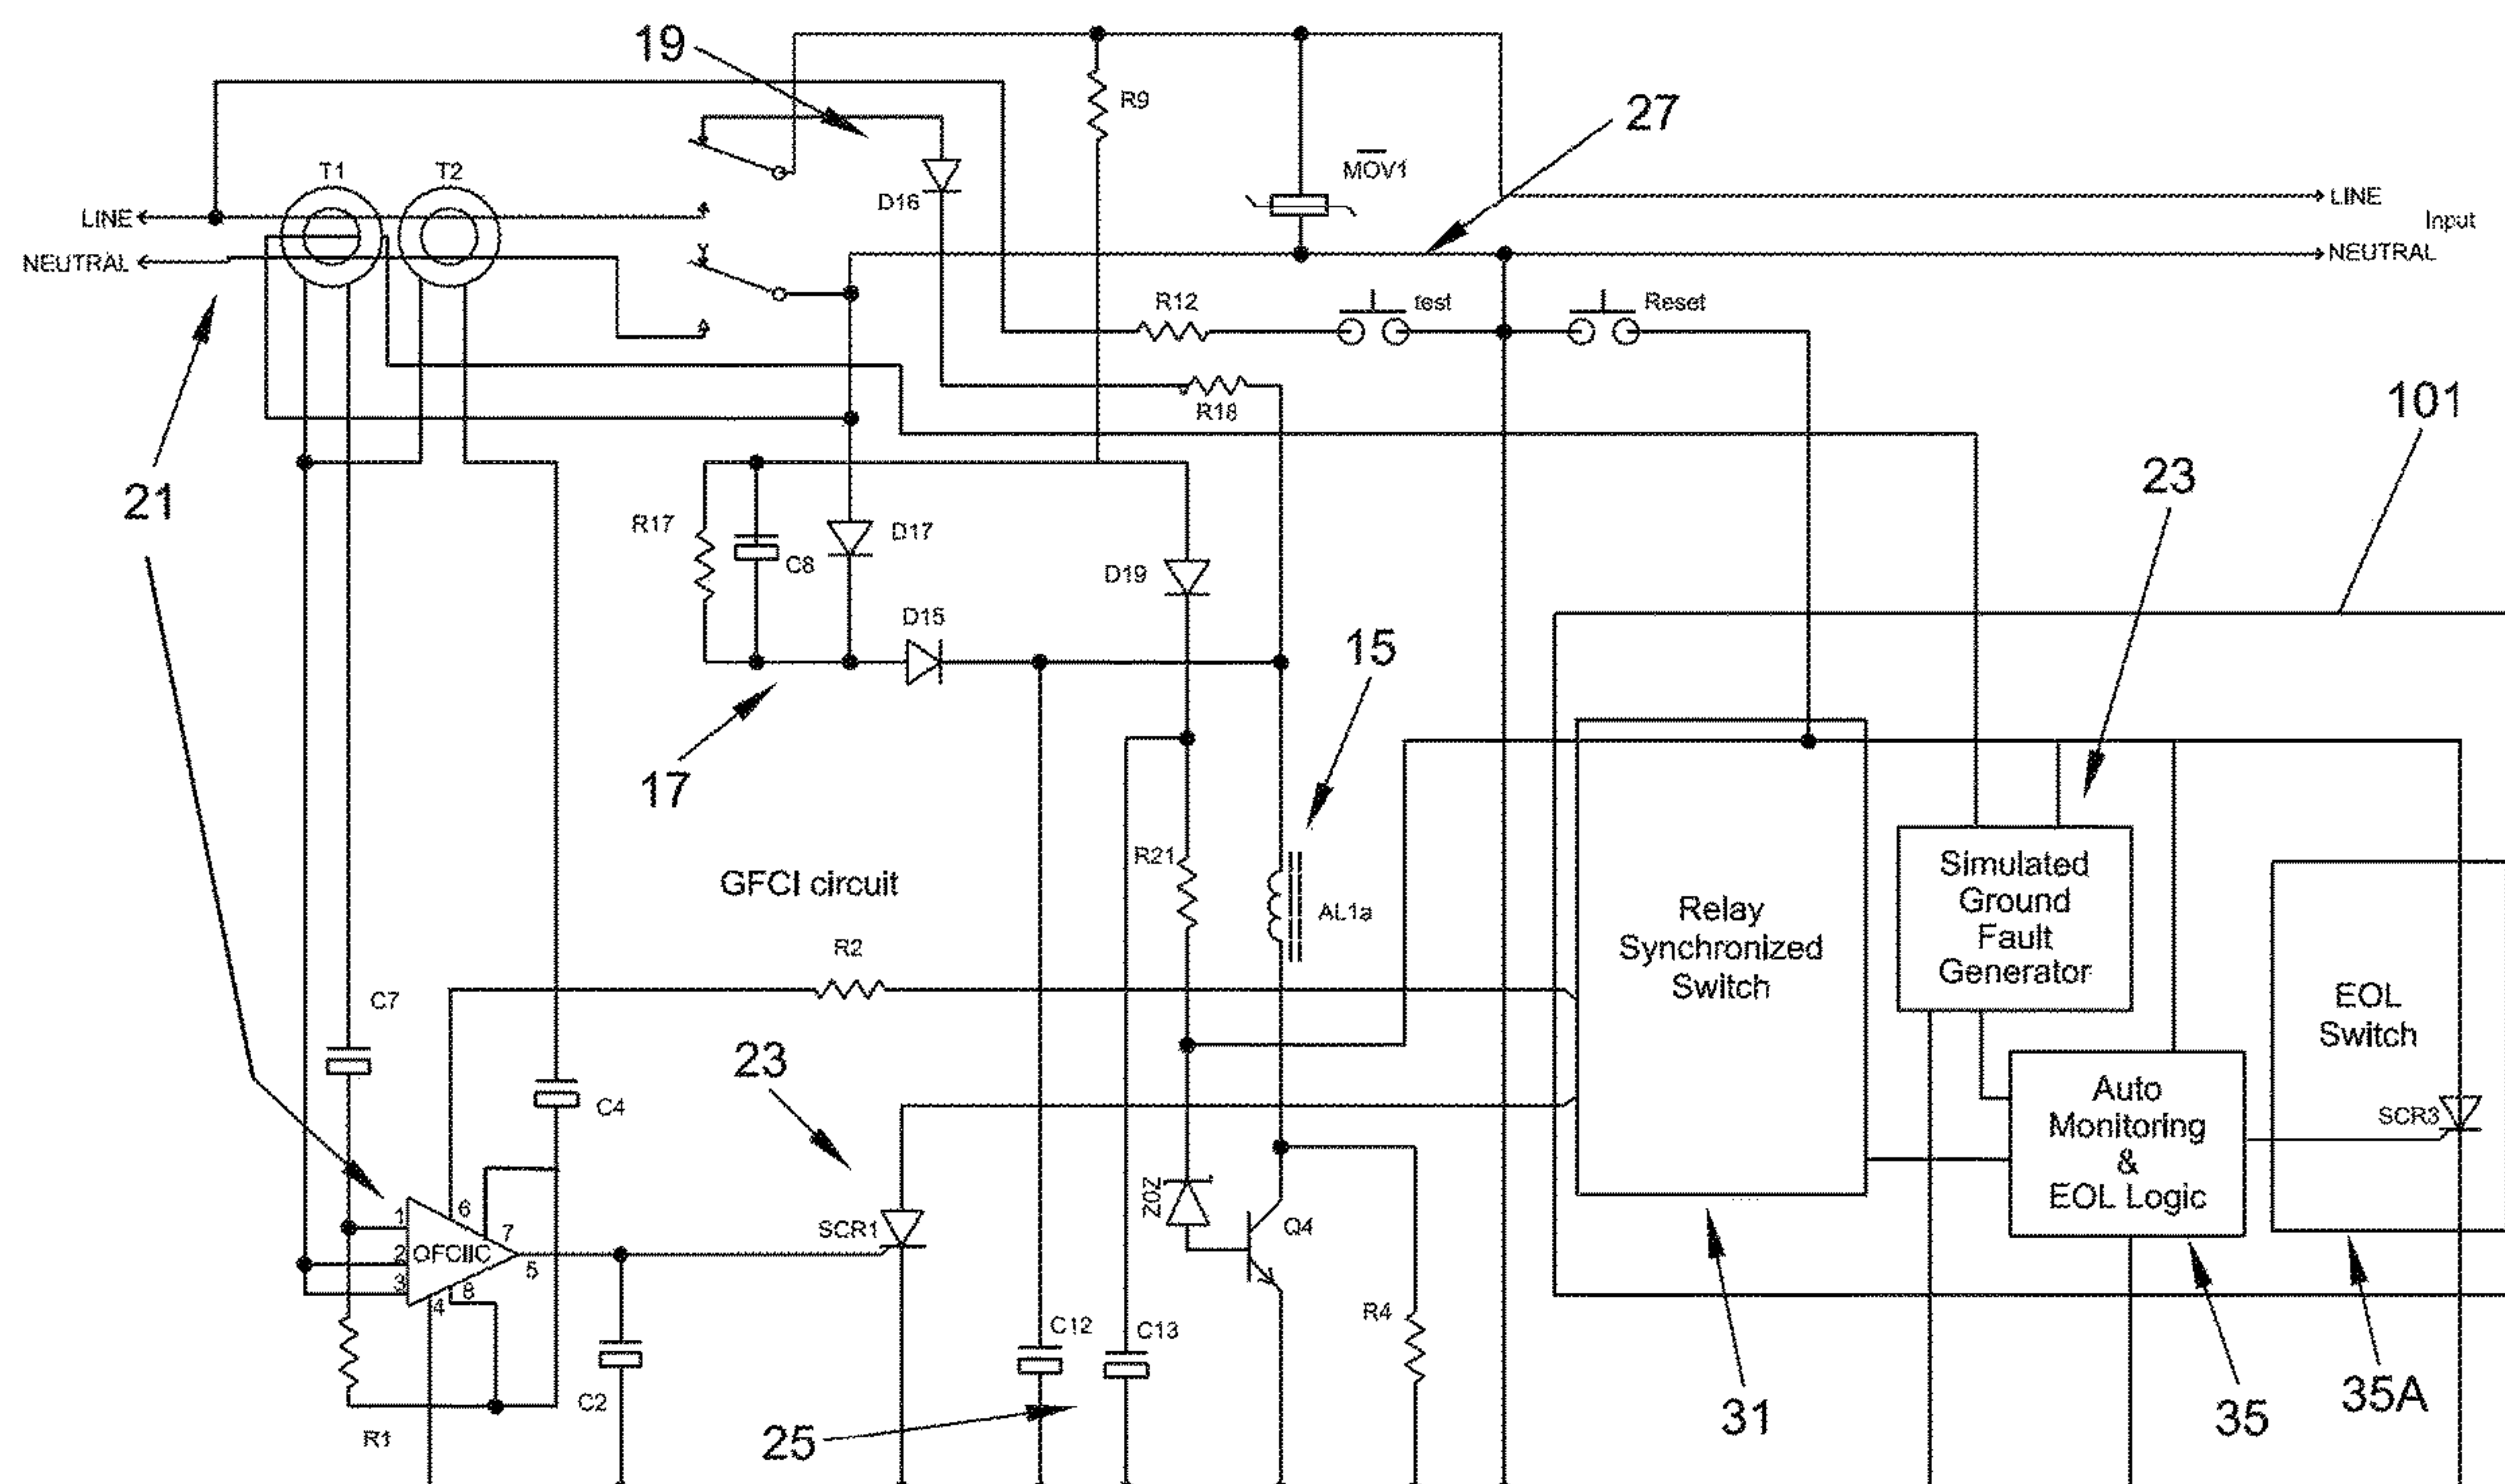 19
R9
27
MOV1
T1
T2
D16
LINE
LINE
Input
NEUTRAL
NEUTRAL
R12
test
Reset
R18
101
21
23
R17
C8
D17
D19
D15
15
17
GFCI circuit
R21
AL1a
Relay
Synchronized
Switch
Simulated
Ground
Fault
Generator
EOL
Switch
R2
C7
23
C4
Auto
Monitoring
&
EOL Logic
SCR3
1
2
3
4
5
6
7
8
SCR1
Q4
C12
C13
R4
C2
R1
25
31
35
35A